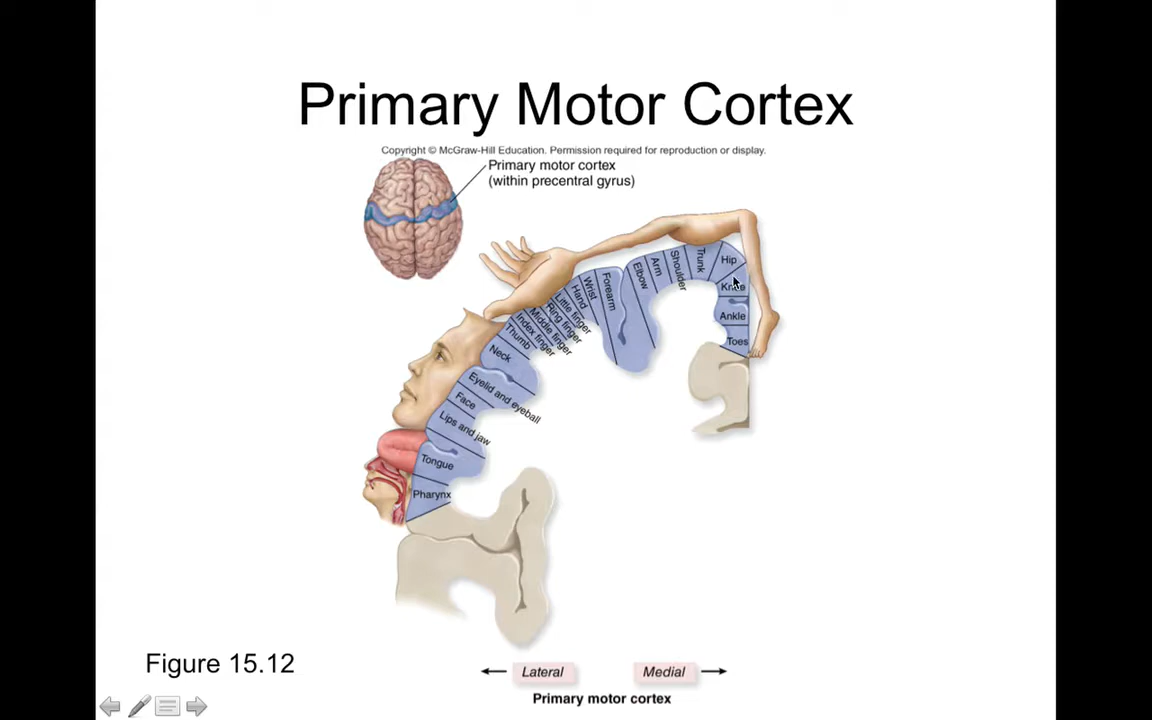 Primary Motor Cortex
Copyright © McGraw-Hill Education. Permission required for reproduction or display.
Primary motor cortex
(within precentral gyrus)
Hip
Knee
Ankle
Toes
Trunk
Shoulder
Arm
Elbow
Forearm
Wrist
Hand
Little finger
Ring finger
Middle finger
Index finger
Thumb
Neck
Eyelid and eyeball
Face
Lips and jaw
Tongue
Pharynx
Figure 15.12
Lateral
Medial
Primary motor cortex